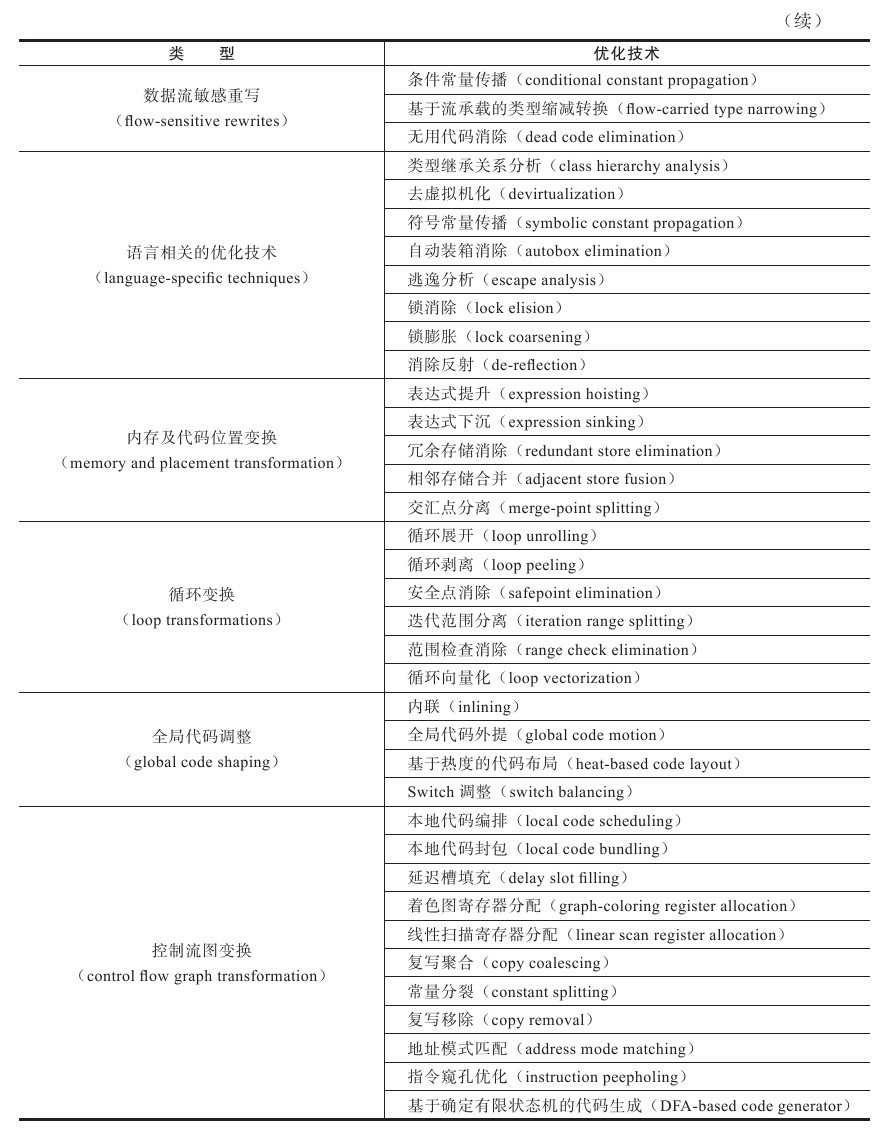 （续）
类 型
优化技术
数据流敏感重写
（flow-sensitive rewrites）
条件常量传播（conditional constant propagation）
基于流承载的类型缩减转换（flow-carried type narrowing）
无用代码消除（dead code elimination）
语言相关的优化技术
（language-specific techniques）
类型继承关系分析（class hierarchy analysis）
去虚拟机化（devirtualization）
符号常量传播（symbolic constant propagation）
自动装箱消除（autobox elimination）
逃逸分析（escape analysis）
锁消除（lock elision）
锁膨胀（lock coarsening）
消除反射（de-reflection）
内存及代码位置变换
（memory and placement transformation）
表达式提升（expression hoisting）
表达式下沉（expression sinking）
冗余存储消除（redundant store elimination）
相邻存储合并（adjacent store fusion）
交汇点分离（merge-point splitting）
循环变换
（loop transformations）
循环展开（loop unrolling）
循环剥离（loop peeling）
安全点消除（safepoint elimination）
迭代范围分离（iteration range splitting）
范围检查消除（range check elimination）
循环向量化（loop vectorization）
全局代码调整
（global code shaping）
内联（inlining）
全局代码外提（global code motion）
基于热度的代码布局（heat-based code layout）
Switch 调整（switch balancing）
控制流图变换
（control flow graph transformation）
本地代码编排（local code scheduling）
本地代码封包（local code bundling）
延迟槽填充（delay slot filling）
着色图寄存器分配（graph-coloring register allocation）
线性扫描寄存器分配（linear scan register allocation）
复写聚合（copy coalescing）
常量分裂（constant splitting）
复写移除（copy removal）
地址模式匹配（address mode matching）
指令窥孔优化（instruction peepholing）
基于确定有限状态机的代码生成（DFA-based code generator）